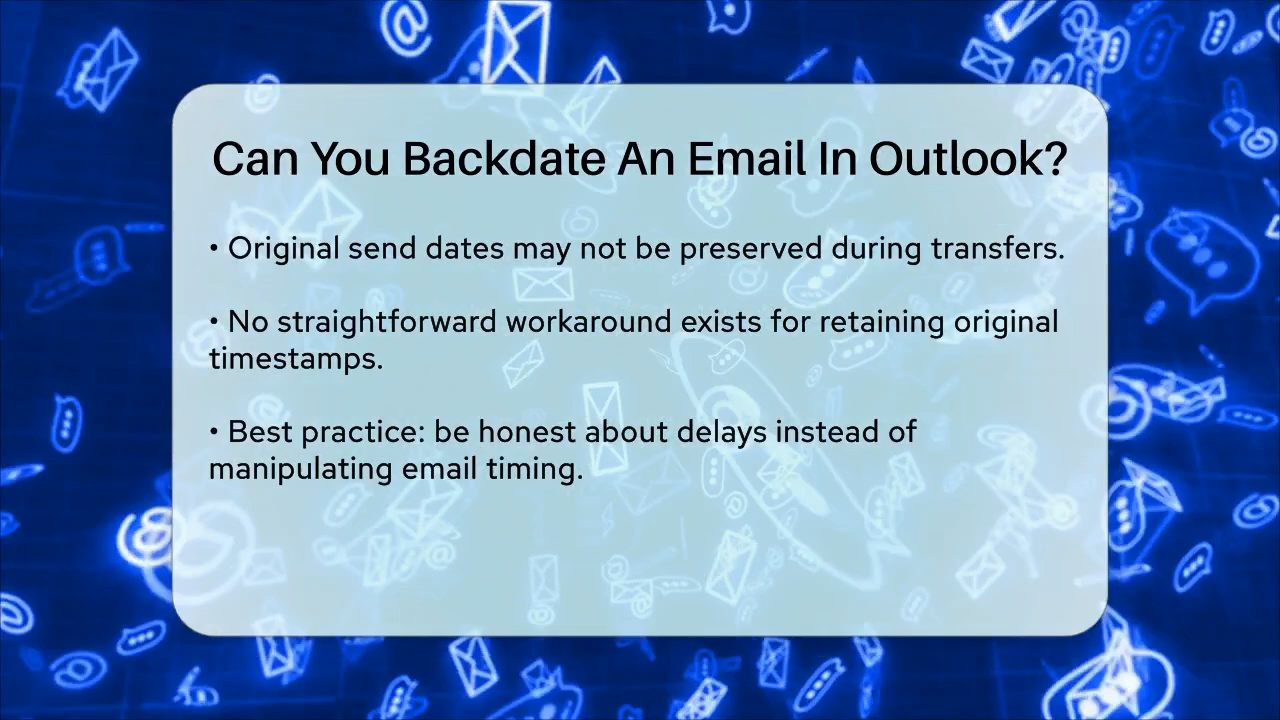 Can You Backdate An Email In Outlook?
• Original send dates may not be preserved during transfers.
• No straightforward workaround exists for retaining original
timestamps.
• Best practice: be honest about delays instead of
manipulating email timing.